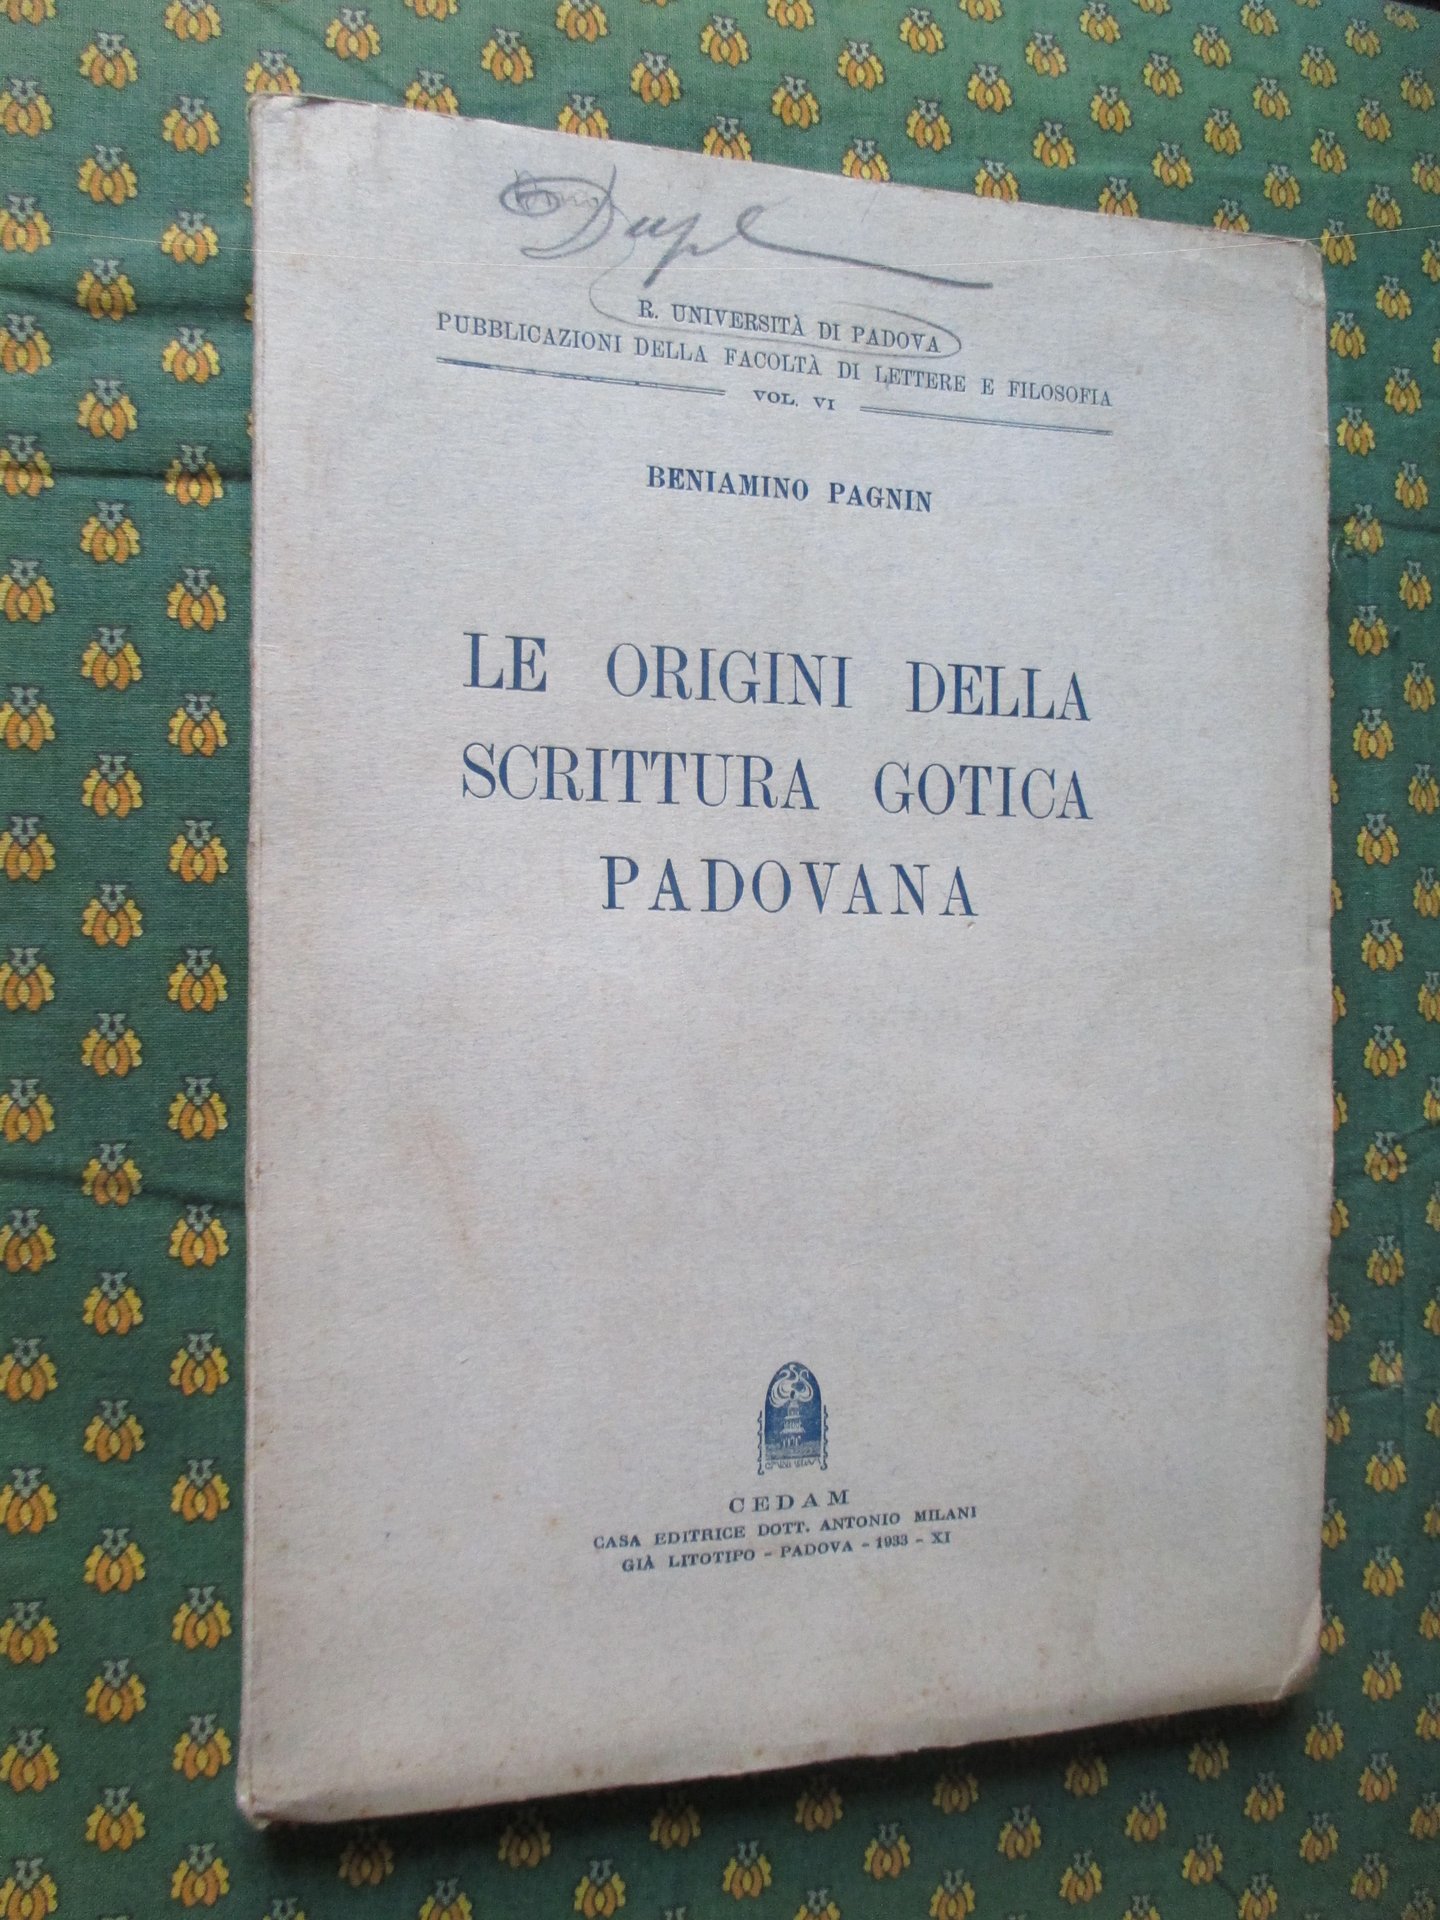 Dupl
R. UNIVERSITÀ DI PADOVA
PUBBLICAZIONI DELLA FACOLTÀ DI LETTERE E FILOSOFIA
VOL. VI
BENIAMINO PAGNIN
LE ORIGINI DELLA
SCRITTURA GOTICA
PADOVANA
CEDAM
CASA EDITRICE DOTT. ANTONIO MILANI
GIÀ LITOTIPO - PADOVA - 1933 - XI